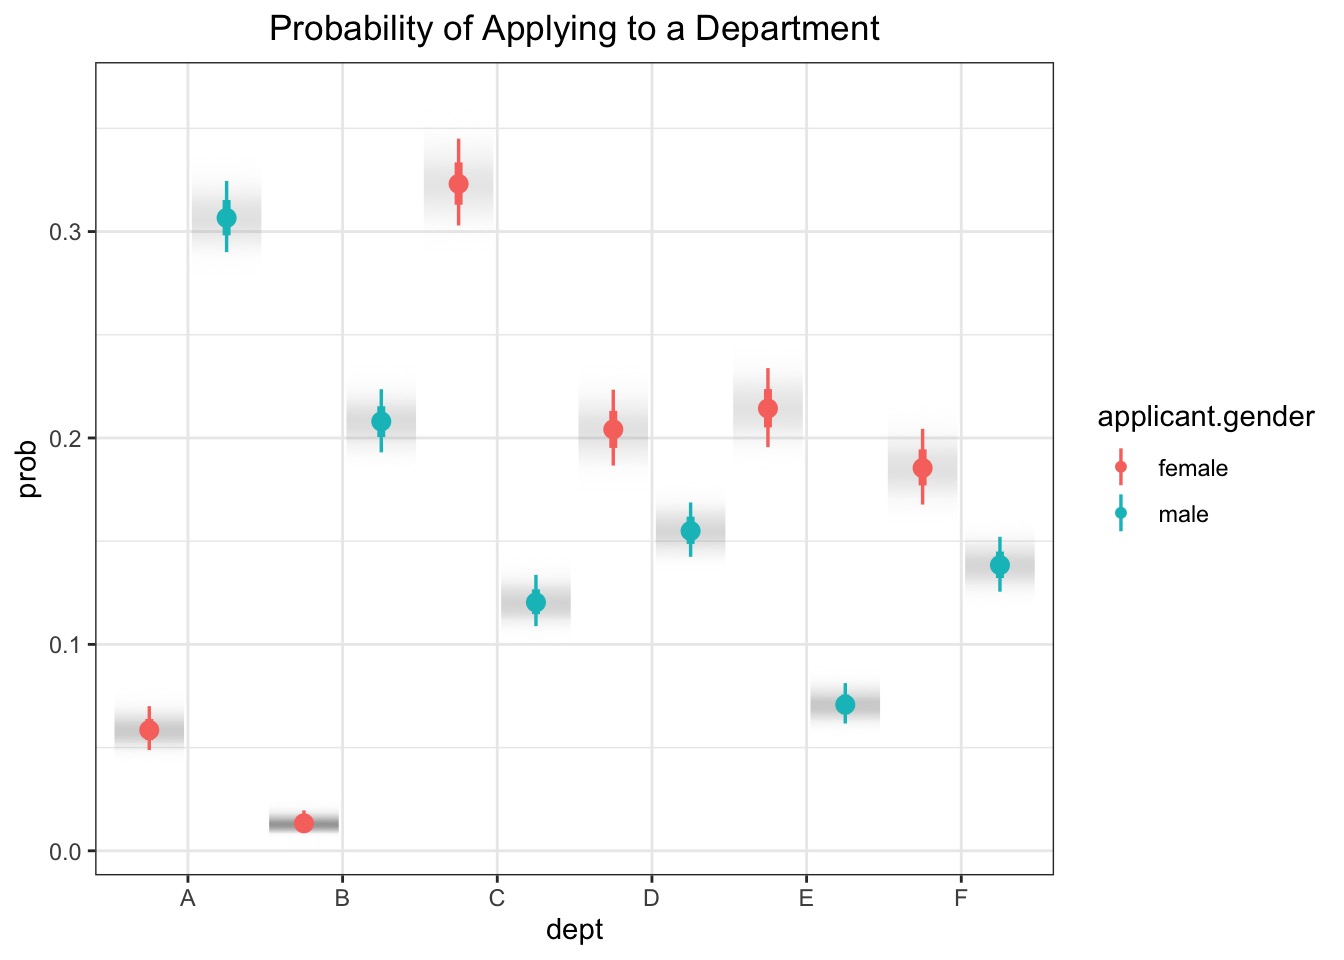 Probability of Applying to a Department
prob
0.3
0.2
0.1
0.0
A B C D E F
dept
applicant.gender
female
male